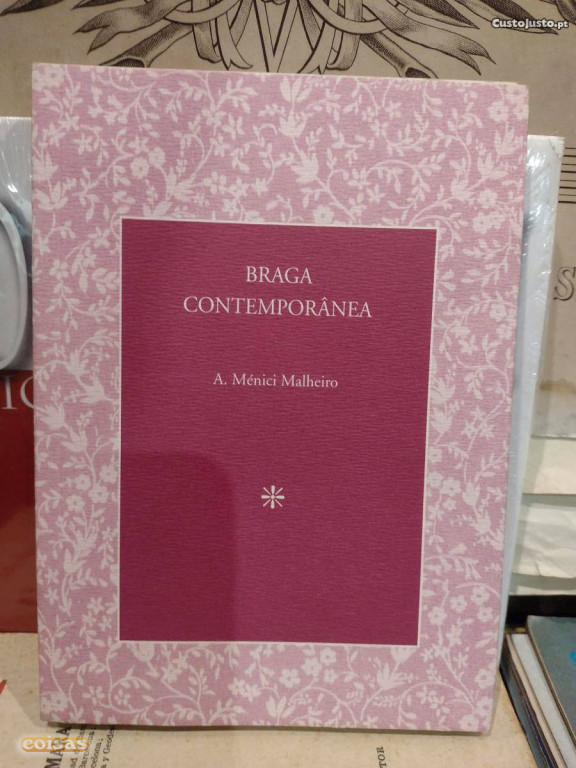 CustoJusto.pt
BRAGA
CONTEMPORÂNEA
A. Ménici Malheiro
coisas